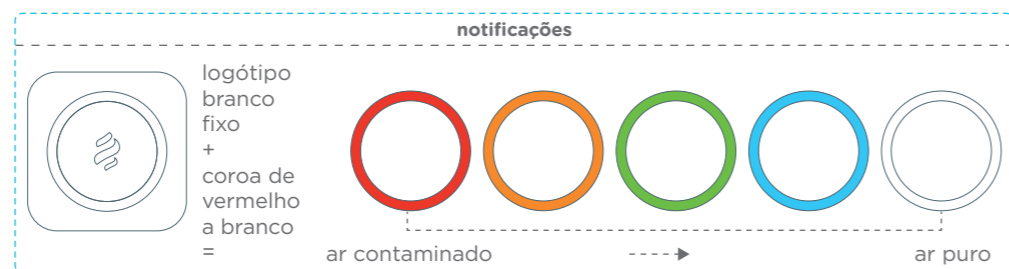 notificações
logótipo
branco
fixo
+
coroa de
vermelho
a branco
=
ar contaminado
ar puro